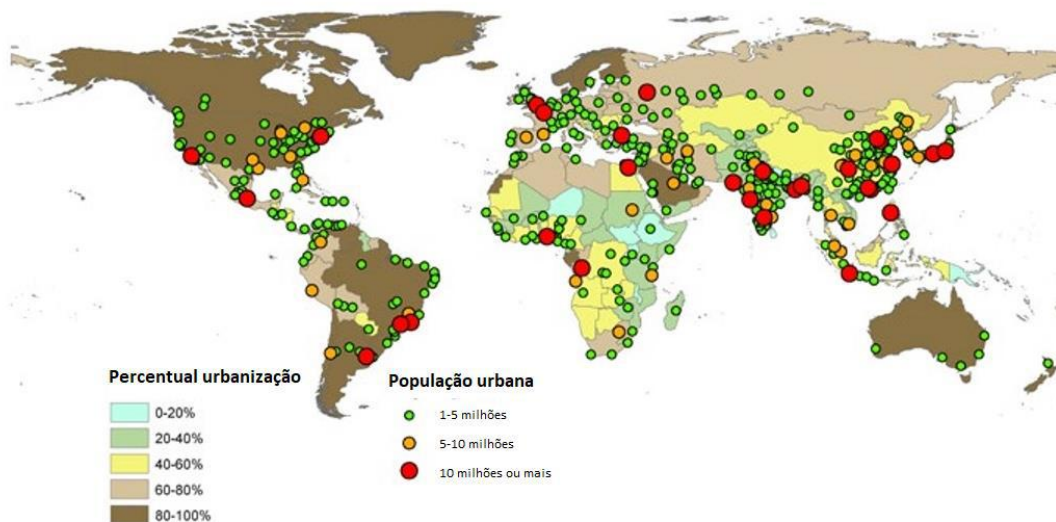 Percentual urbanização
0-20%
20-40%
40-60%
60-80%
80-100%
População urbana
1-5 milhões
5-10 milhões
10 milhões ou mais